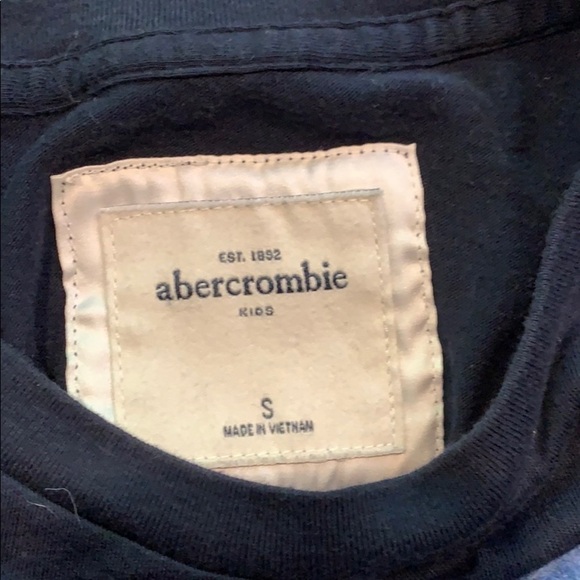 EST. 1892
abercrombie
KIDS
S
MADE IN VIETNAM